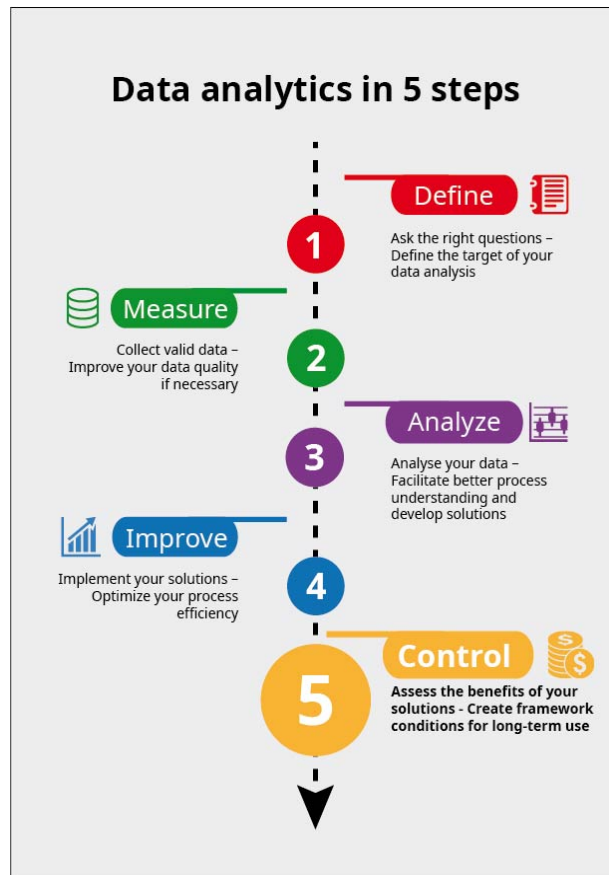 Data analytics in 5 steps
Define
1
Ask the right questions –
Define the target of your
data analysis
Measure
2
Collect valid data –
Improve your data quality
if necessary
Analyze
3
Analyse your data –
Facilitate better process
understanding and
develop solutions
Improve
4
Implement your solutions –
Optimize your process
efficiency
Control
5
Assess the benefits of your
solutions - Create framework
conditions for long-term use
$
$